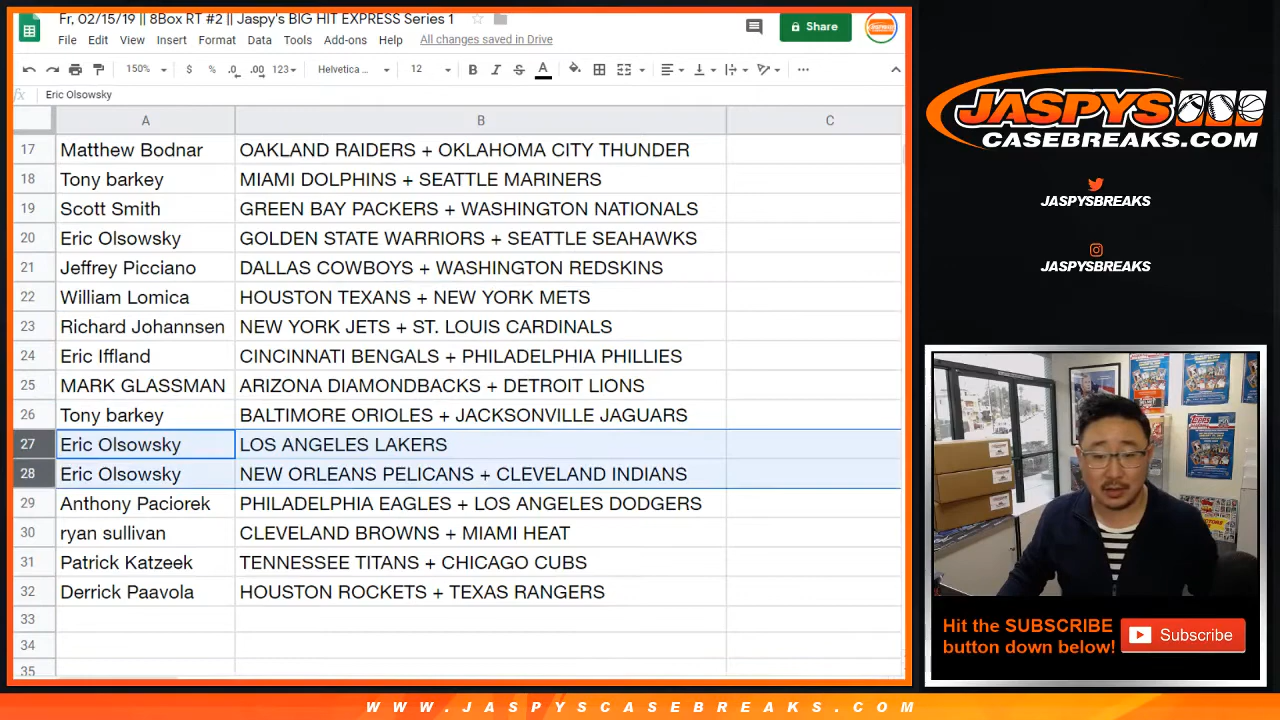 Fr, 02/15/19 || 8Box RT #2 || Jaspy's BIG HIT EXPRESS Series 1
File Edit View Insert Format Data Tools Add-ons Help All changes saved in Drive
Share
150% $ % .0 .00 123 Helvetica ... 12 B I S A
fx Eric Olsowsky
A B C
17 Matthew Bodnar OAKLAND RAIDERS + OKLAHOMA CITY THUNDER
18 Tony barkey MIAMI DOLPHINS + SEATTLE MARINERS
19 Scott Smith GREEN BAY PACKERS + WASHINGTON NATIONALS
20 Eric Olsowsky GOLDEN STATE WARRIORS + SEATTLE SEAHAWKS
21 Jeffrey Picciano DALLAS COWBOYS + WASHINGTON REDSKINS
22 William Lomica HOUSTON TEXANS + NEW YORK METS
23 Richard Johannsen NEW YORK JETS + ST. LOUIS CARDINALS
24 Eric Iffland CINCINNATI BENGALS + PHILADELPHIA PHILLIES
25 MARK GLASSMAN ARIZONA DIAMONDBACKS + DETROIT LIONS
26 Tony barkey BALTIMORE ORIOLES + JACKSONVILLE JAGUARS
27 Eric Olsowsky LOS ANGELES LAKERS
28 Eric Olsowsky NEW ORLEANS PELICANS + CLEVELAND INDIANS
29 Anthony Paciorek PHILADELPHIA EAGLES + LOS ANGELES DODGERS
30 ryan sullivan CLEVELAND BROWNS + MIAMI HEAT
31 Patrick Katzeek TENNESSEE TITANS + CHICAGO CUBS
32 Derrick Paavola HOUSTON ROCKETS + TEXAS RANGERS
33
34
35
JASPYS
CASEBREAKS.COM
JASPYSBREAKS
JASPYSBREAKS
Hit the SUBSCRIBE
button down below!
Subscribe
WWW.JASPYSCASEBREAKS.COM